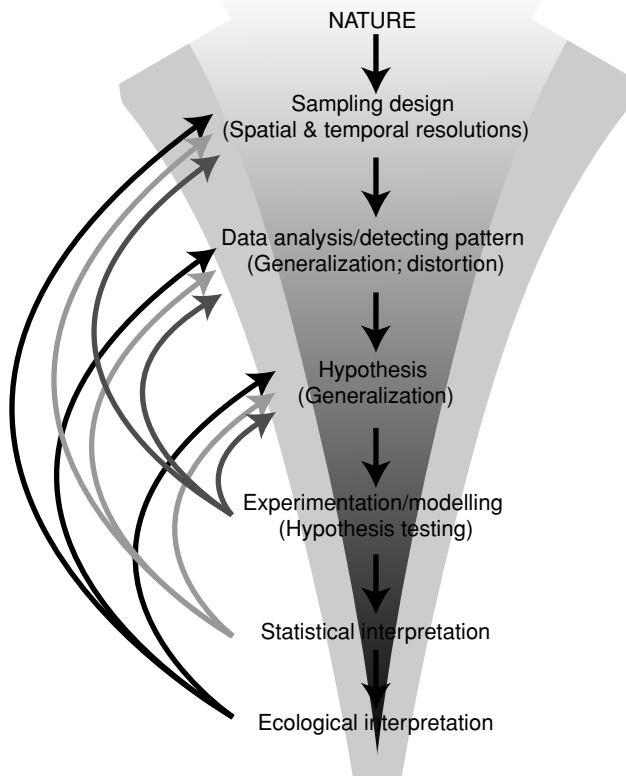 NATURE
Sampling design
(Spatial & temporal resolutions)
Data analysis/detecting pattern
(Generalization; distortion)
Hypothesis
(Generalization)
Experimentation/modelling
(Hypothesis testing)
Statistical interpretation
Ecological interpretation